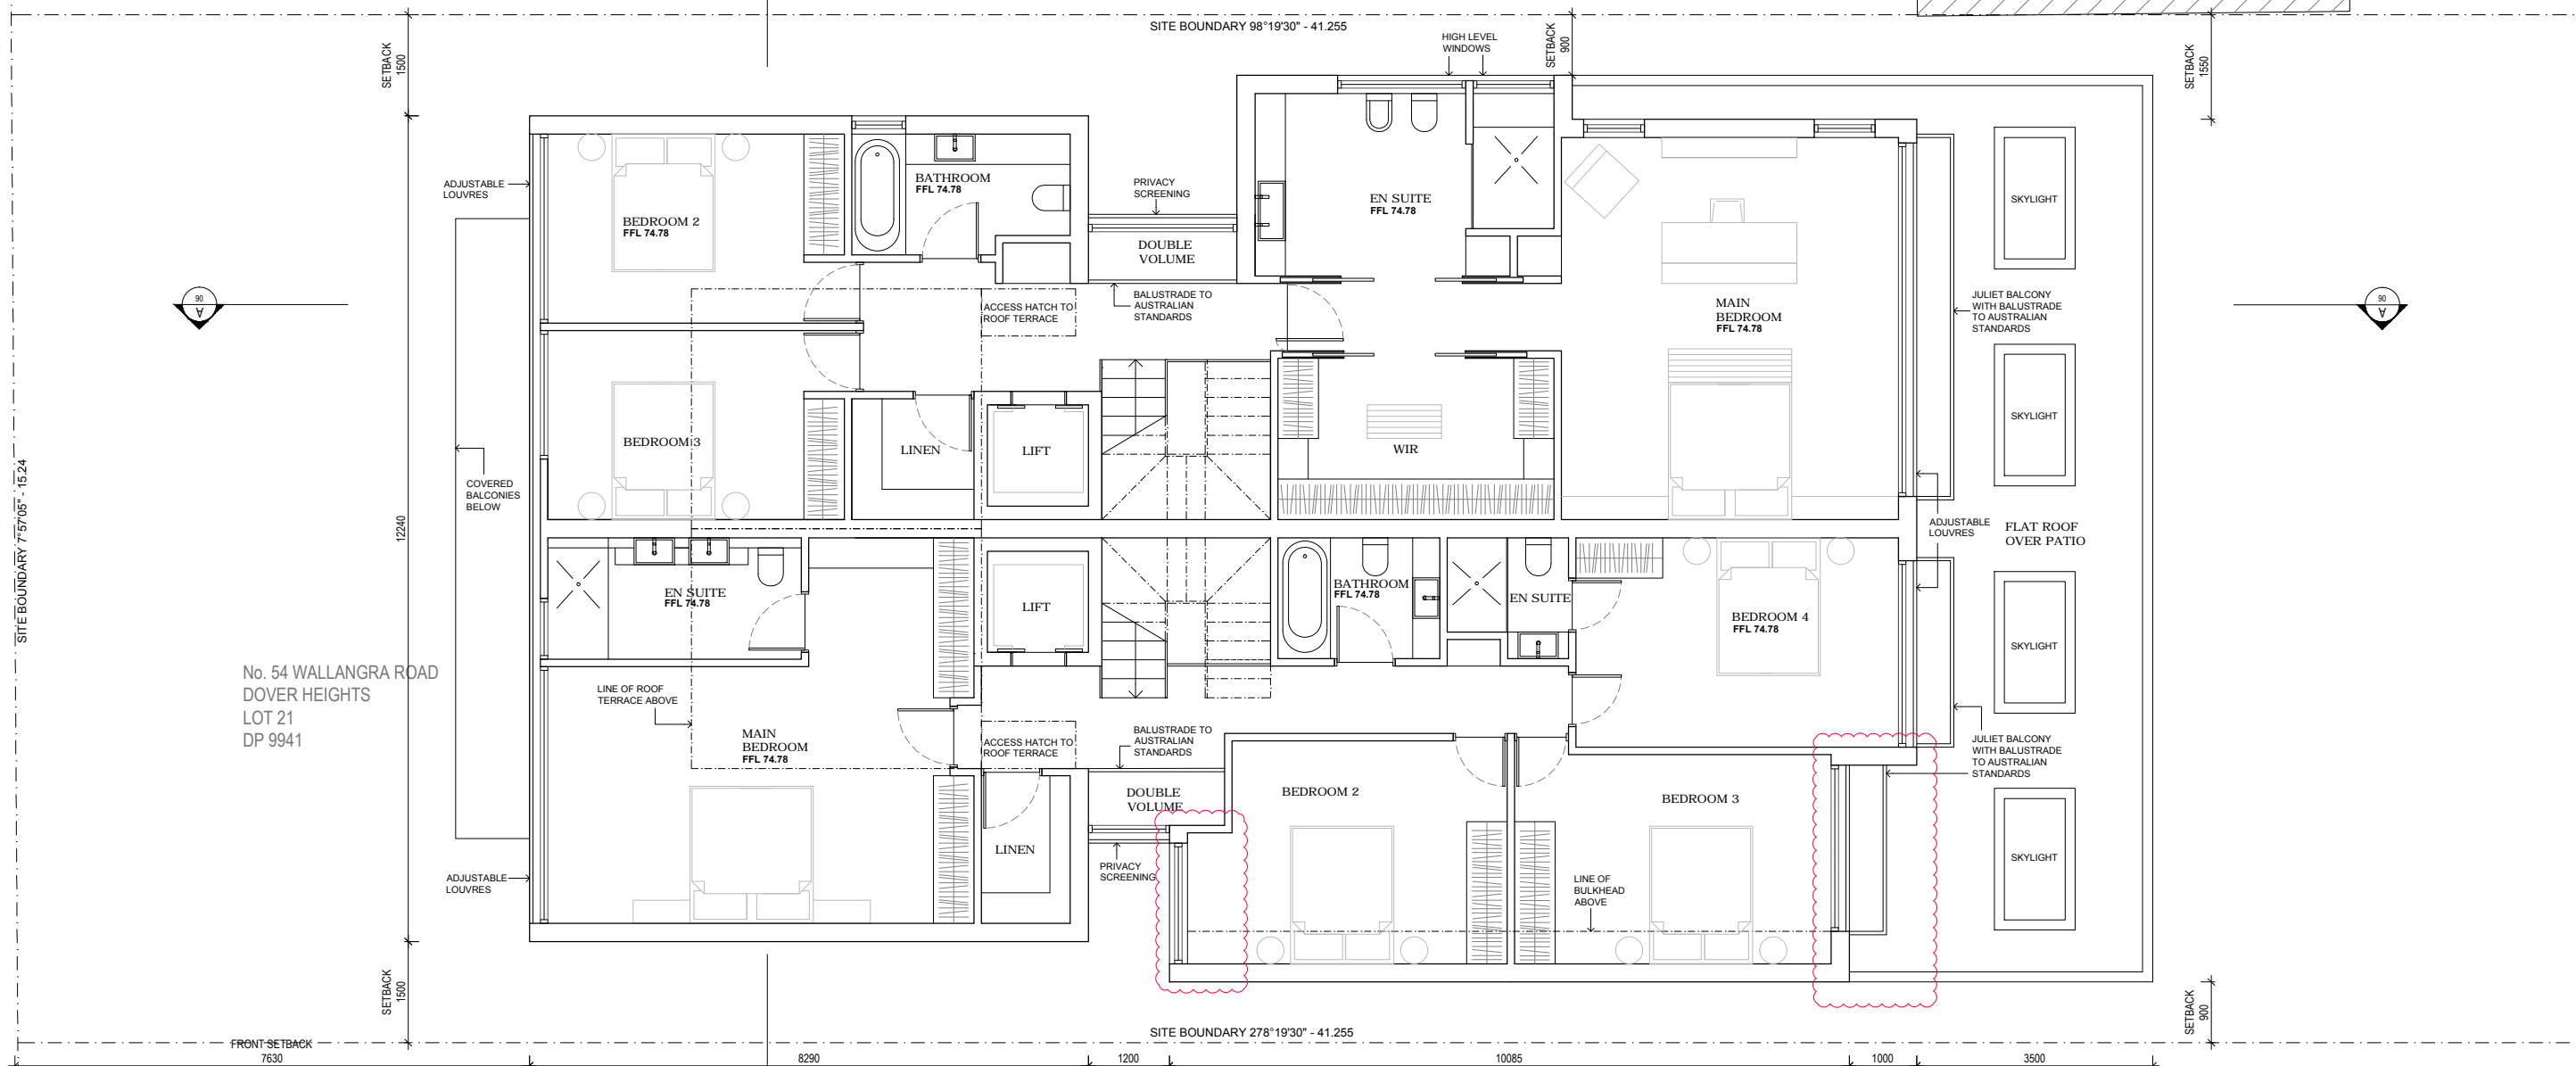 SITE BOUNDARY 98°19'30" - 41.255
SETBACK
1500
HIGH LEVEL
WINDOWS
SETBACK
900
SETBACK
1550
ADJUSTABLE
LOUVRES
BEDROOM 2
FFL 74.78
BATHROOM
FFL 74.78
PRIVACY
SCREENING
DOUBLE
VOLUME
EN SUITE
FFL 74.78
SKYLIGHT
90
A
ACCESS HATCH TO
ROOF TERRACE
BALUSTRADE TO
AUSTRALIAN
STANDARDS
MAIN
BEDROOM
FFL 74.78
JULIET BALCONY
WITH BALUSTRADE
TO AUSTRALIAN
STANDARDS
90
A
SKYLIGHT
BEDROOM 3
LINEN
LIFT
WIR
COVERED
BALCONIES
BELOW
12240
SITE BOUNDARY 7°57'05" - 15.24
ADJUSTABLE
LOUVRES
FLAT ROOF
OVER PATIO
EN SUITE
FFL 74.78
LIFT
BATHROOM
FFL 74.78
EN SUITE
BEDROOM 4
FFL 74.78
SKYLIGHT
No. 54 WALLANGRA ROAD
DOVER HEIGHTS
LOT 21
DP 9941
LINE OF ROOF
TERRACE ABOVE
MAIN
BEDROOM
FFL 74.78
ACCESS HATCH TO
ROOF TERRACE
BALUSTRADE TO
AUSTRALIAN
STANDARDS
JULIET BALCONY
WITH BALUSTRADE
TO AUSTRALIAN
STANDARDS
DOUBLE
VOLUME
BEDROOM 2
BEDROOM 3
LINEN
PRIVACY
SCREENING
ADJUSTABLE
LOUVRES
LINE OF
BULKHEAD
ABOVE
SKYLIGHT
SETBACK
1500
SETBACK
900
SITE BOUNDARY 278°19'30" - 41.255
FRONT SETBACK
7630
8290
1200
10085
1000
3500